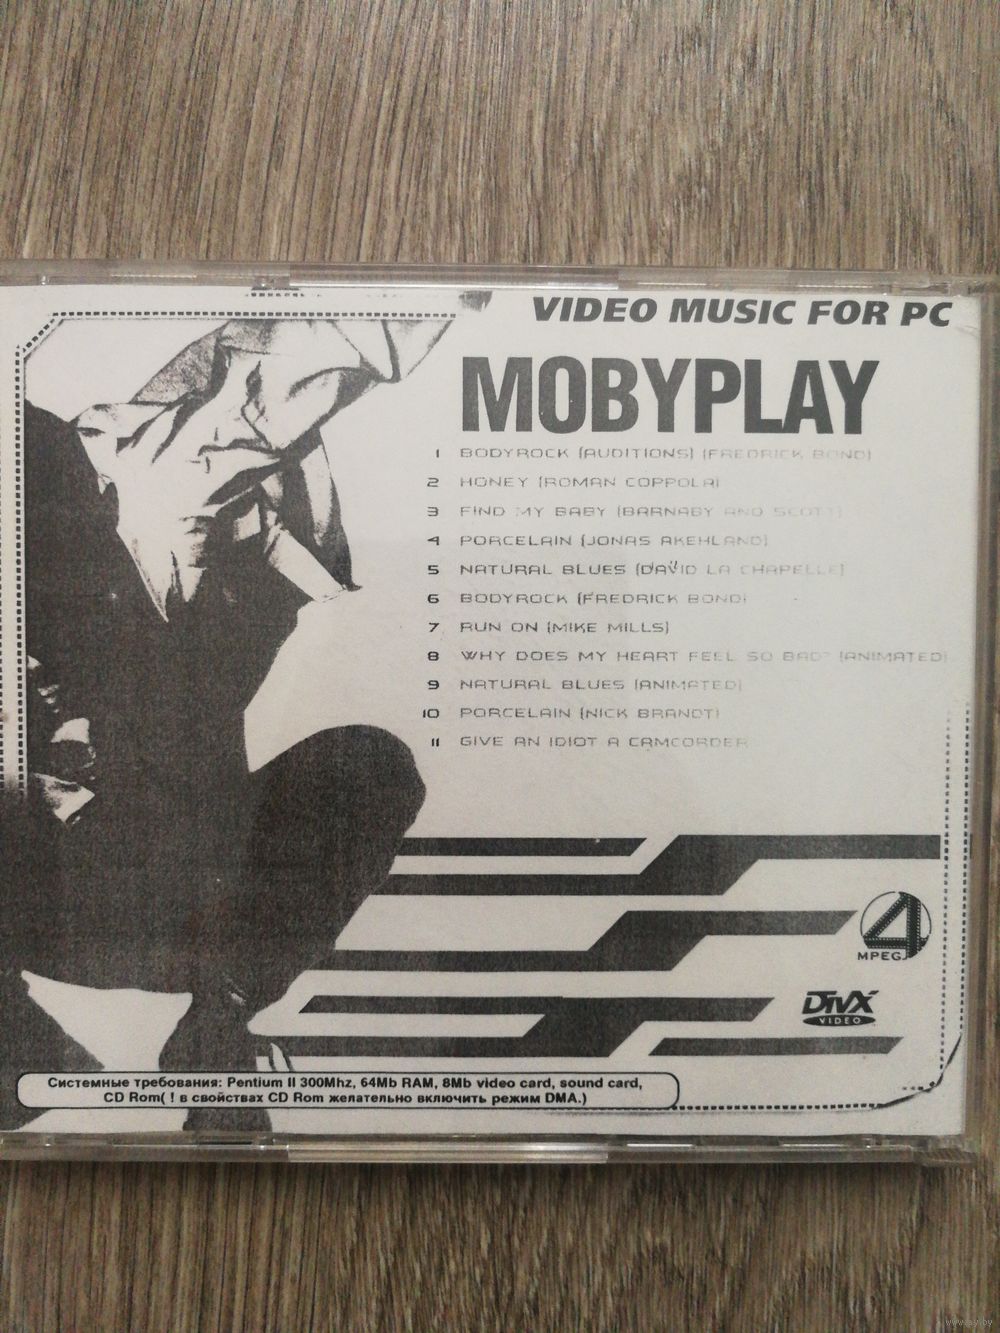 VIDEO MUSIC FOR PC
MOBYPLAY
1 BODYROCK (AUDITIONS) (FREDRICK BOND)
2 HONEY (ROMAN COPPOLA)
3 FIND MY BABY (BARNABY AND SCOTT)
4 PORCELAIN (JONAS AKEHLAND)
5 NATURAL BLUES (DAVID LA CHAPELLE)
6 BODYROCK (FREDRICK BOND)
7 RUN ON (MIKE MILLS)
8 WHY DOES MY HEART FEEL SO BAD? (ANIMATED)
9 NATURAL BLUES (ANIMATED)
10 PORCELAIN (NICK BRANDT)
11 GIVE AN IDIOT A CAMCORDER
4
MPEG
DIVX
VIDEO
Системные требования: Pentium II 300Mhz, 64Mb RAM, 8Mb video card, sound card,
CD Rom( ! в свойствах CD Rom желательно включить режим DMA.)
www.ay.by